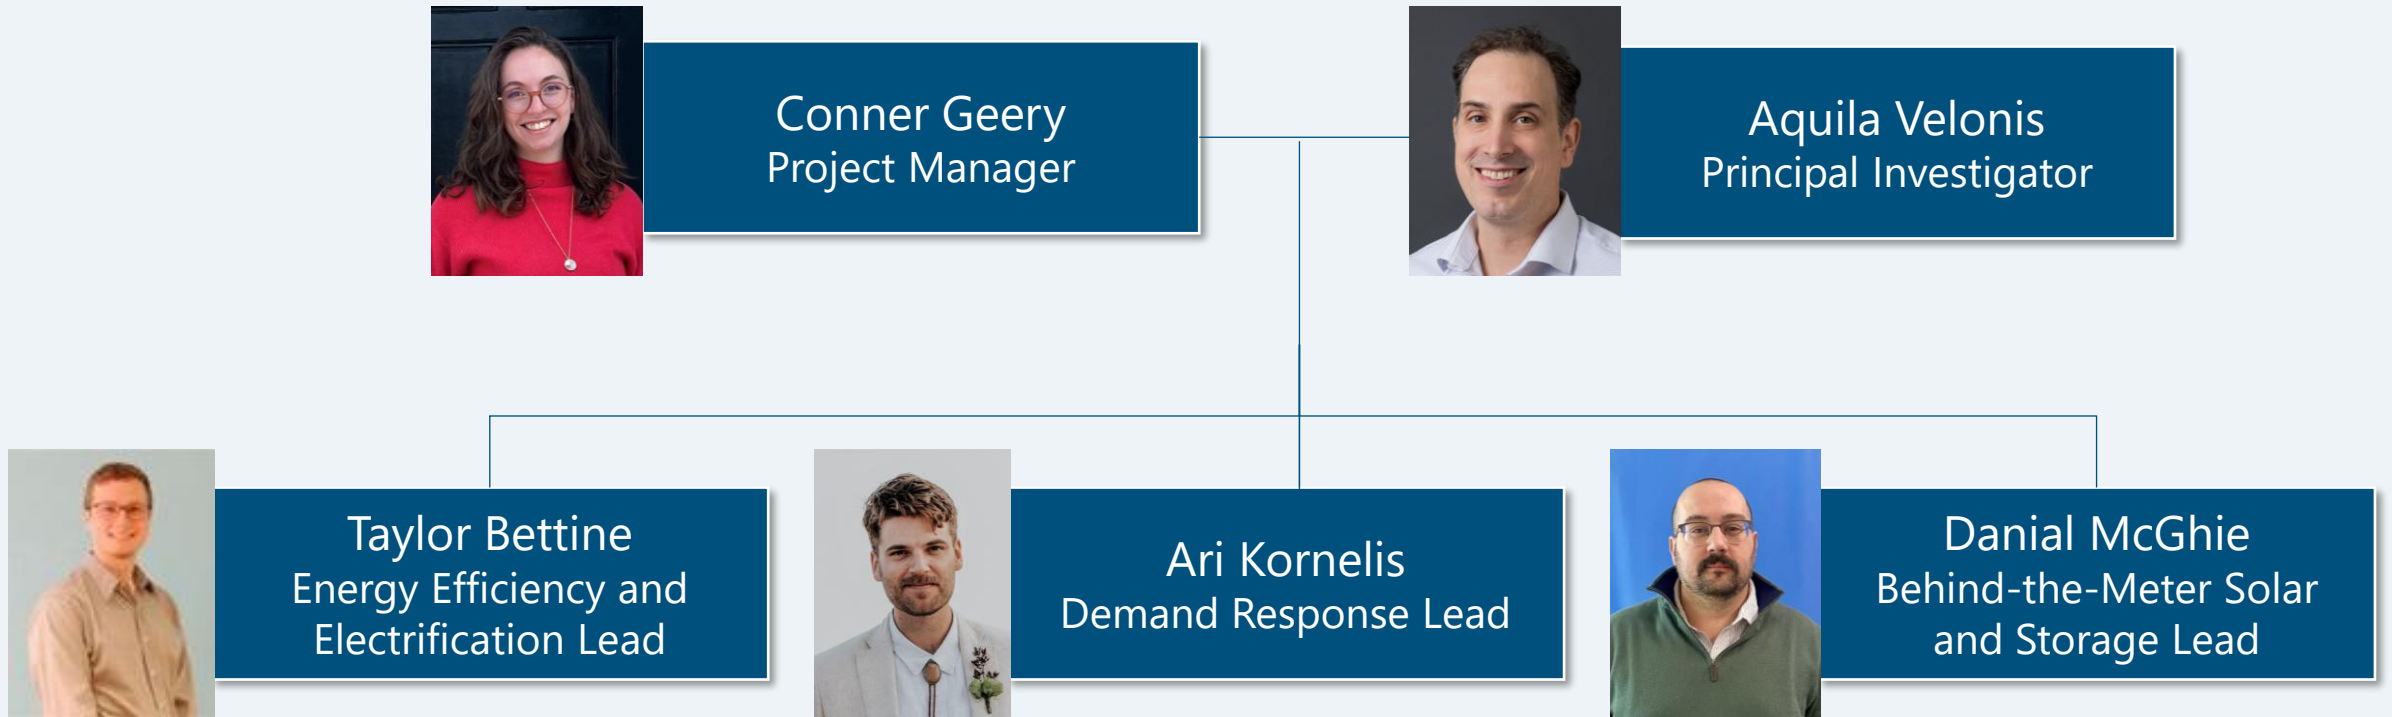 Conner Geery
Project Manager
Aquila Velonis
Principal Investigator
Taylor Bettine
Energy Efficiency and
Electrification Lead
Ari Kornelis
Demand Response Lead
Danial McGhie
Behind-the-Meter Solar
and Storage Lead